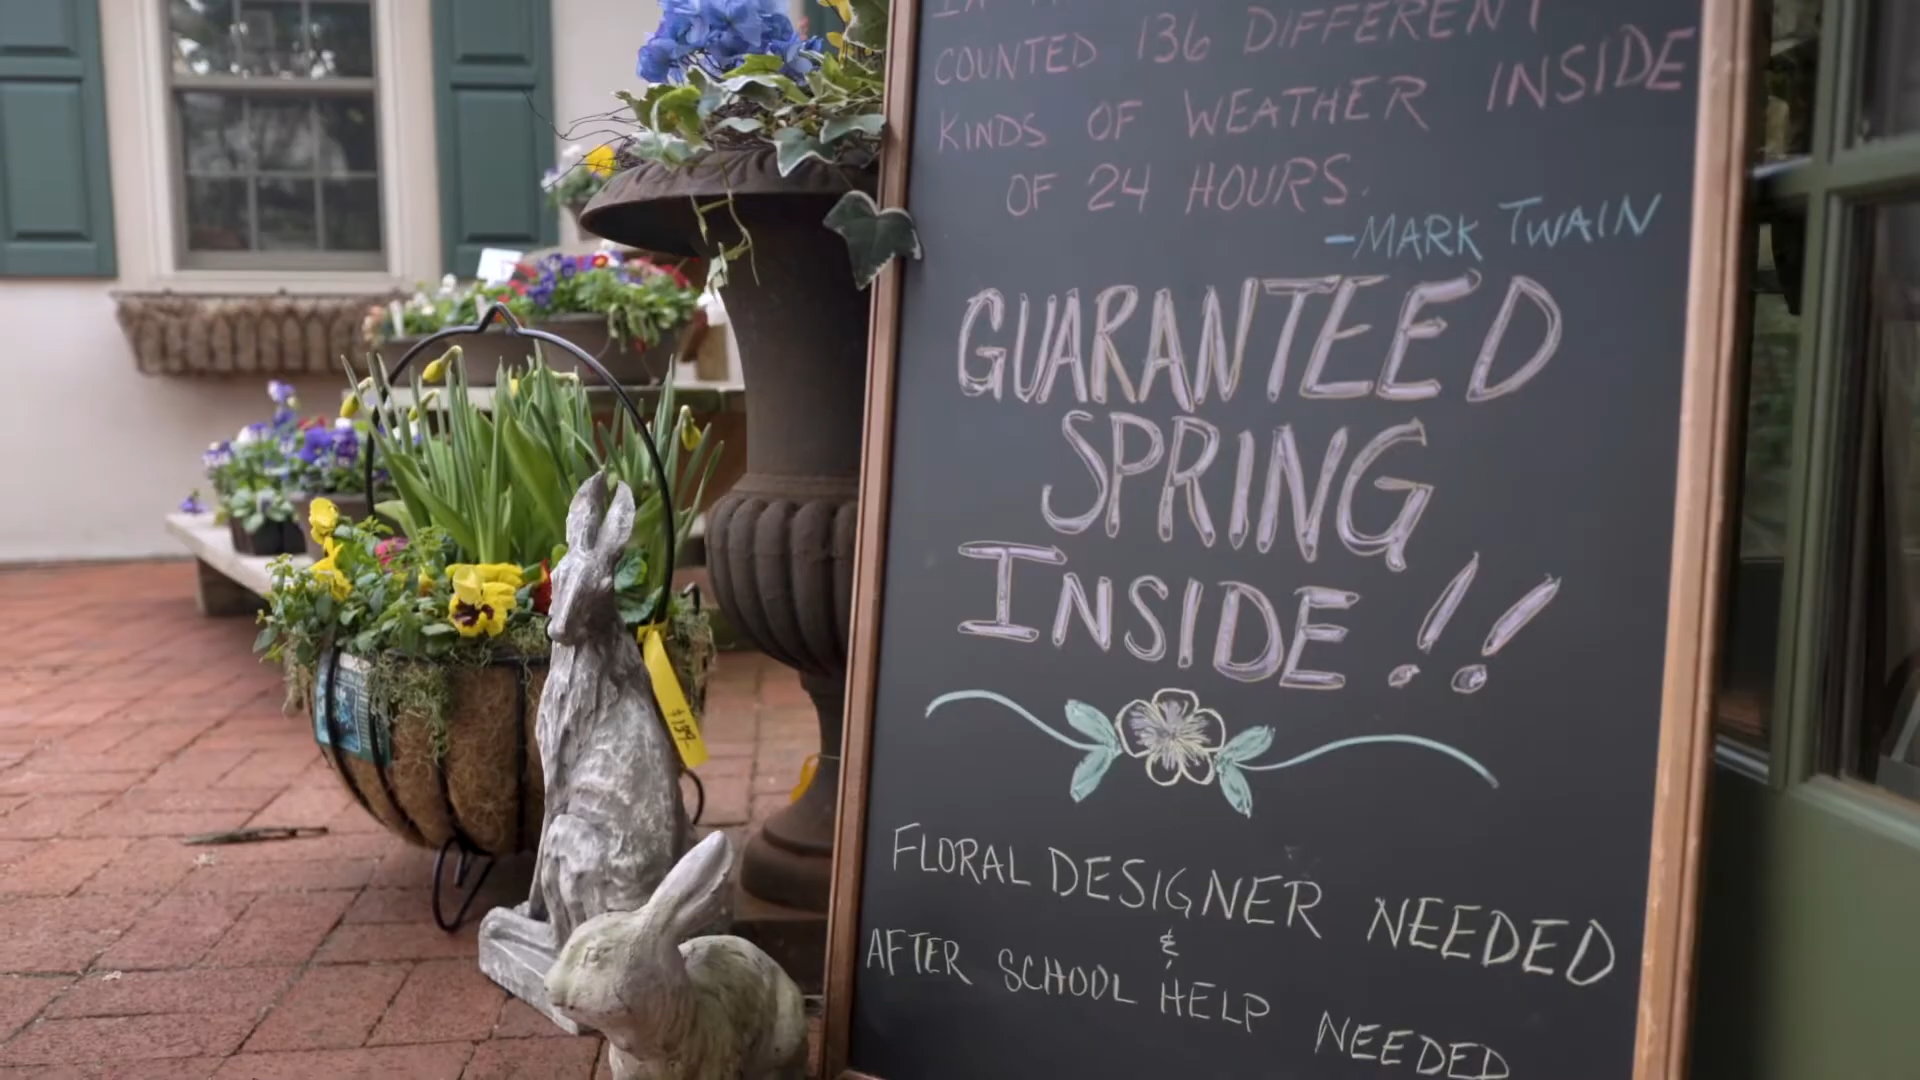 COUNTED 136 DIFFERENT
KINDS OF WEATHER INSIDE
OF 24 HOURS.
-MARK TWAIN
GUARANTEED
SPRING
INSIDE!!
FLORAL DESIGNER NEEDED
&
AFTER SCHOOL HELP NEEDED